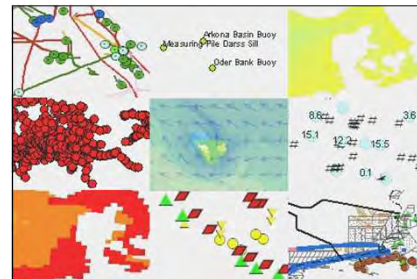 Arkona Basin Buoy
Measuring Pile Darss Sill
Oder Bank Buoy
8.6
3.6
15.1
12.2
15.5
0.1